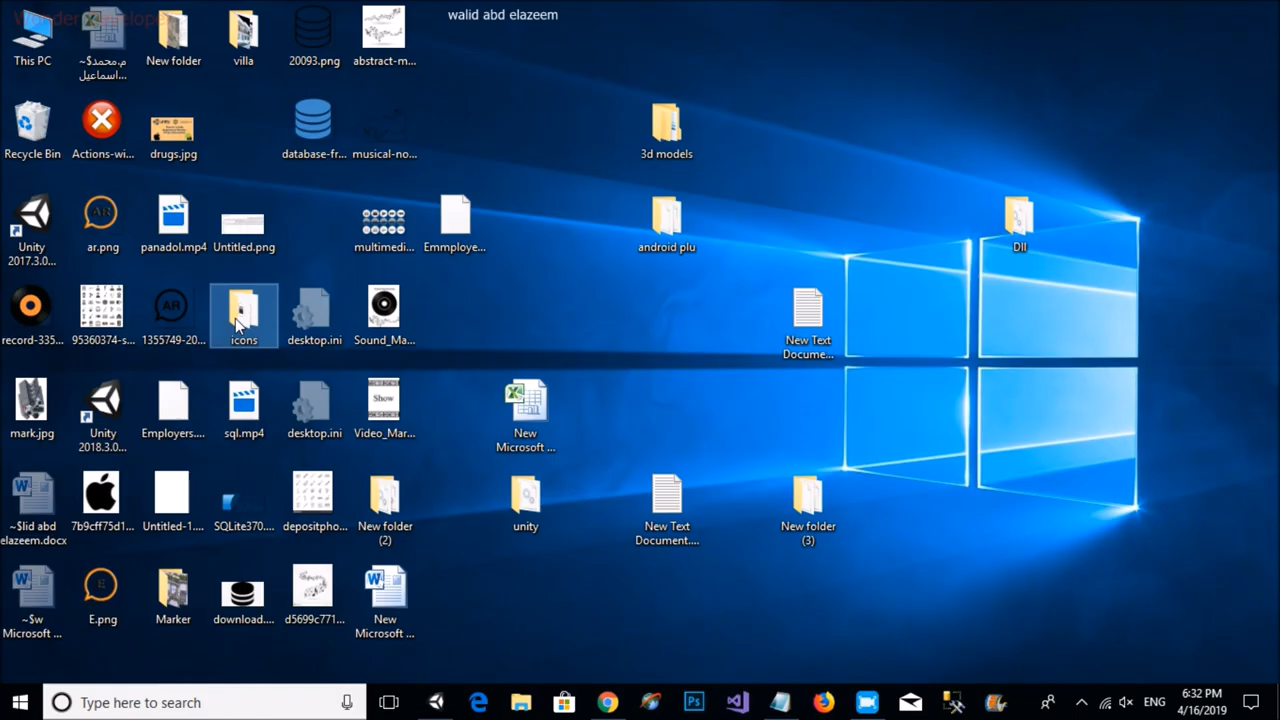 Wonder Developer
walid abd elazeem
This PC
~$م.محمد
اسماعيل...
New folder
villa
20093.png
abstract-m...
Recycle Bin
Actions-wi...
drugs.jpg
database-fr...
musical-no...
3d models
Unity
2017.3.0...
ar.png
panadol.mp4
Untitled.png
multimedi...
Emmploye...
android plu
Dll
record-335...
95360374-s...
1355749-20...
icons
desktop.ini
Sound_Ma...
New Text
Docume...
mark.jpg
Unity
2018.3.0...
Employers....
sql.mp4
desktop.ini
Show
Video_Mar...
New
Microsoft ...
~$lid abd
elazeem.docx
7b9cff75d1...
Untitled-1....
SQLite370....
depositpho...
New folder
(2)
unity
New Text
Document....
New folder
(3)
~$w
Microsoft ...
E.png
Marker
download....
d5699c771...
New
Microsoft ...
Type here to search
Ps
ENG
6:32 PM
4/16/2019